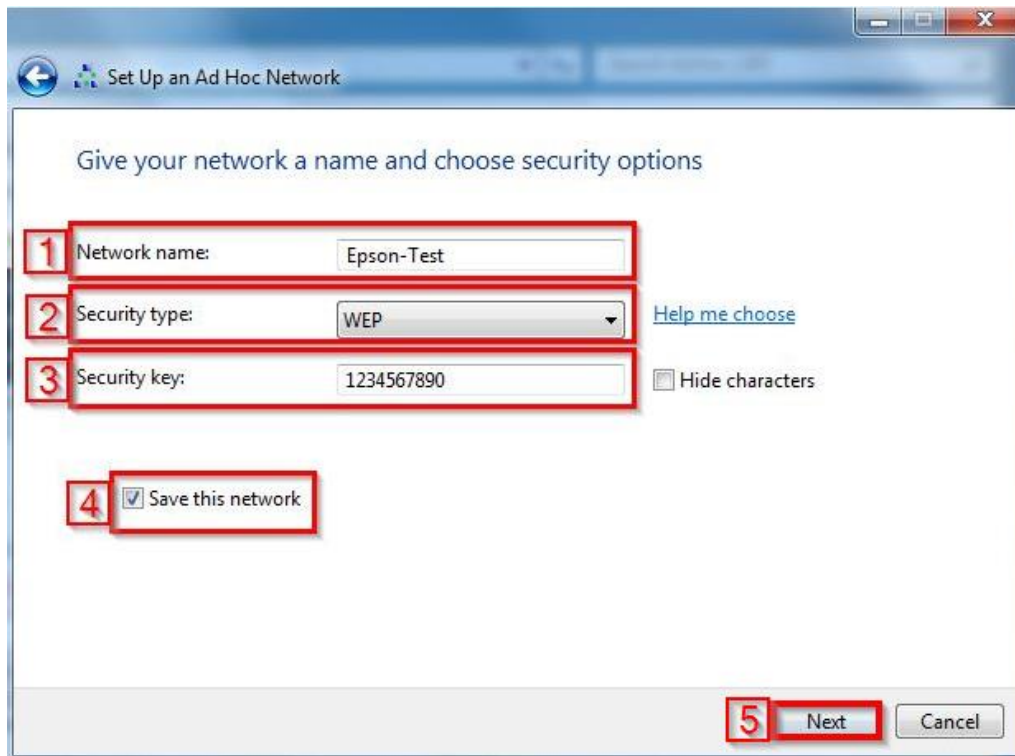 Set Up an Ad Hoc Network
Give your network a name and choose security options
1 Network name: Epson-Test
2 Security type: WEP Help me choose
3 Security key: 1234567890 Hide characters
4 Save this network
5 Next Cancel